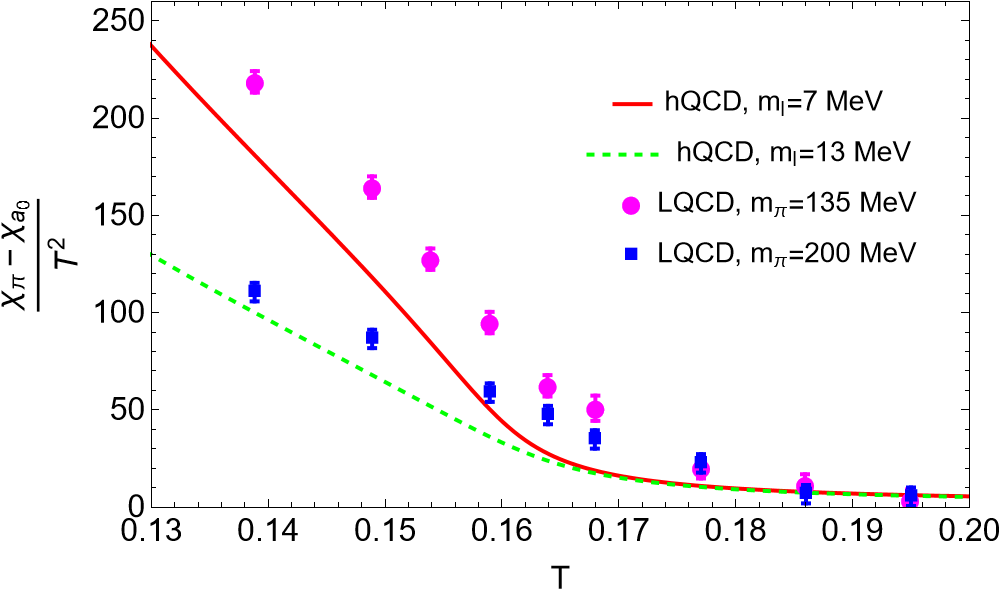 250
200
150
100
50
0
χπ − χa₀
T²
hQCD, mₗ=7 MeV
hQCD, mₗ=13 MeV
LQCD, mπ=135 MeV
LQCD, mπ=200 MeV
0.13 0.14 0.15 0.16 0.17 0.18 0.19 0.20
T